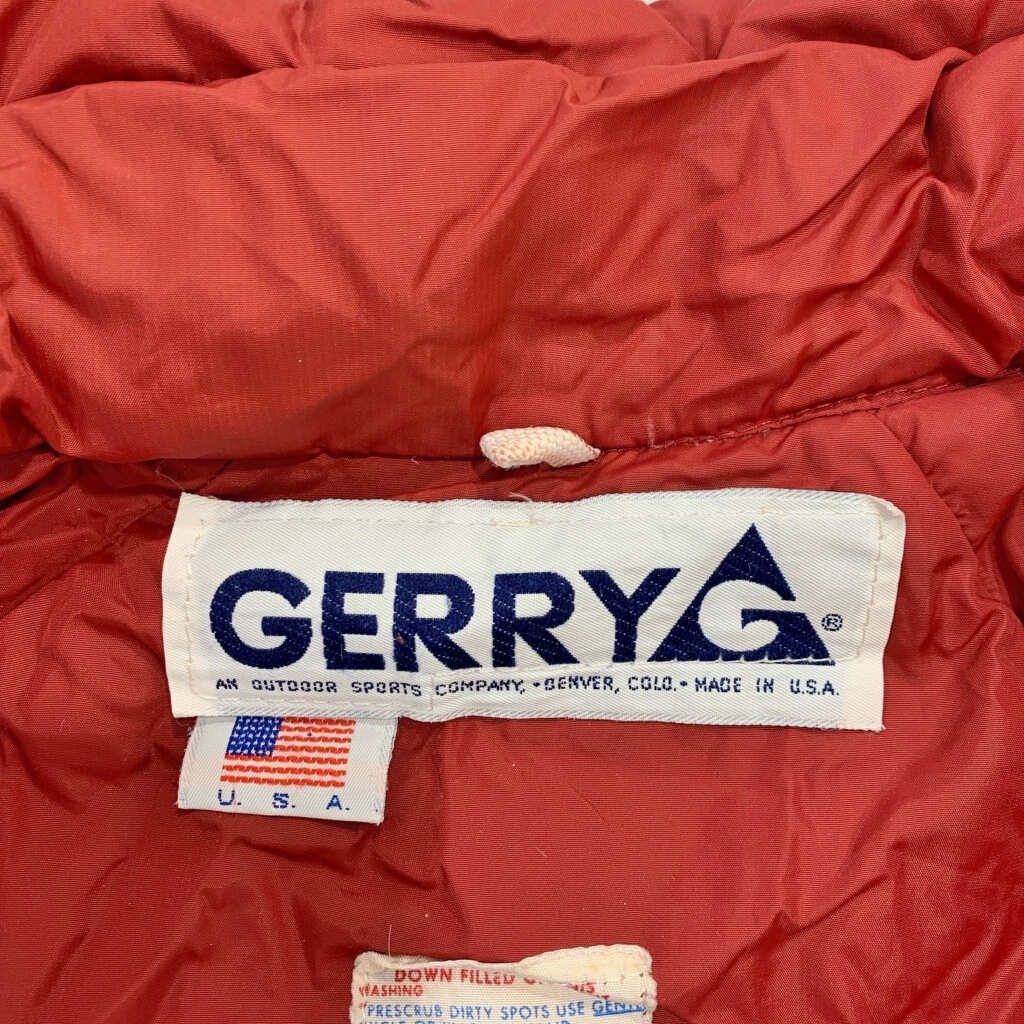 GERRY G ®
AN OUTDOOR SPORTS COMPANY, • DENVER, COLO. • MADE IN U.S.A.
U. S. A.
DOWN FILLED
WASHING
PRESCRUB DIRTY SPOTS USE